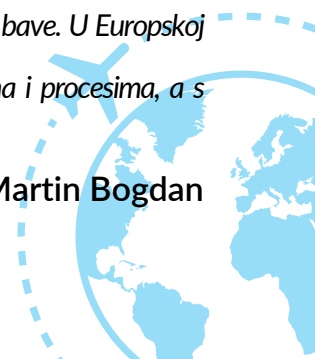 bave. U Europskoj
na i procesima, a s
Martin Bogdan